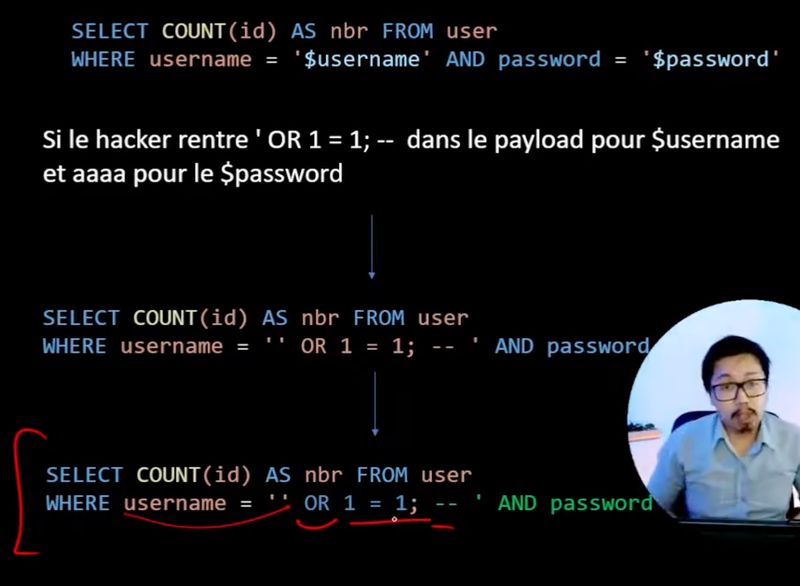 SELECT COUNT(id) AS nbr FROM user
WHERE username = '$username' AND password = '$password'
Si le hacker rentre ' OR 1 = 1; -- dans le payload pour $username
et aaaa pour le $password
SELECT COUNT(id) AS nbr FROM user
WHERE username = '' OR 1 = 1; -- ' AND password
SELECT COUNT(id) AS nbr FROM user
WHERE username = '' OR 1 = 1; -- ' AND password